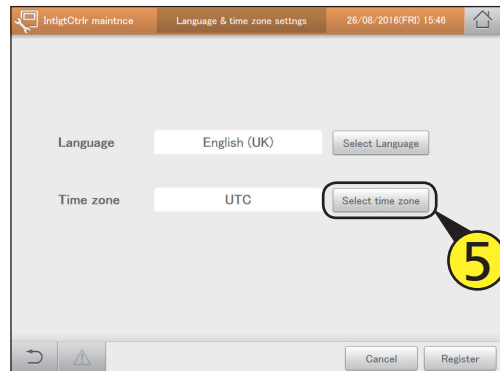 IntlgtCtrlr maintnce Language & time zone settngs 26/08/2016(FRI) 15:46
Language English (UK) Select Language
Time zone UTC Select time zone
5
Cancel Register